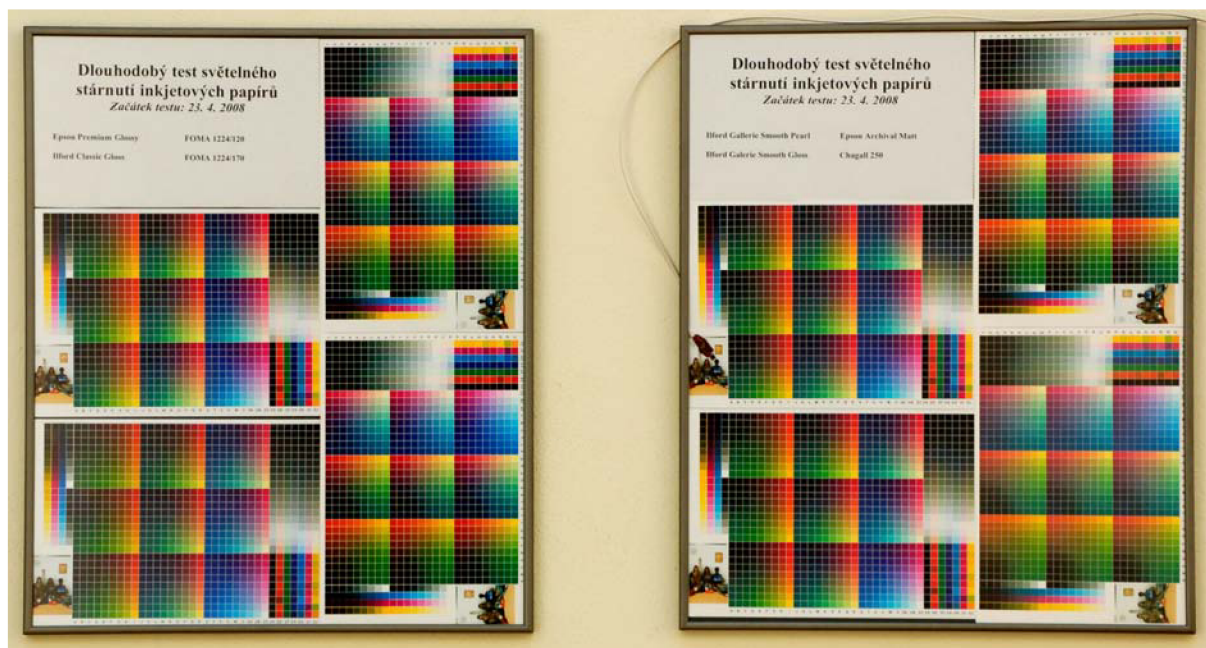 Dlouhodobý test světelného
stárnutí inkjetových papírů
Začátek testu: 23. 4. 2008
Epson Premium Glossy FOMA 1224/120
Ilford Classic Gloss FOMA 1224/170
Dlouhodobý test světelného
stárnutí inkjetových papírů
Začátek testu: 23. 4. 2008
Ilford Gallerie Smooth Pearl Epson Archival Matt
Ilford Galerie Smooth Gloss Chagall 250